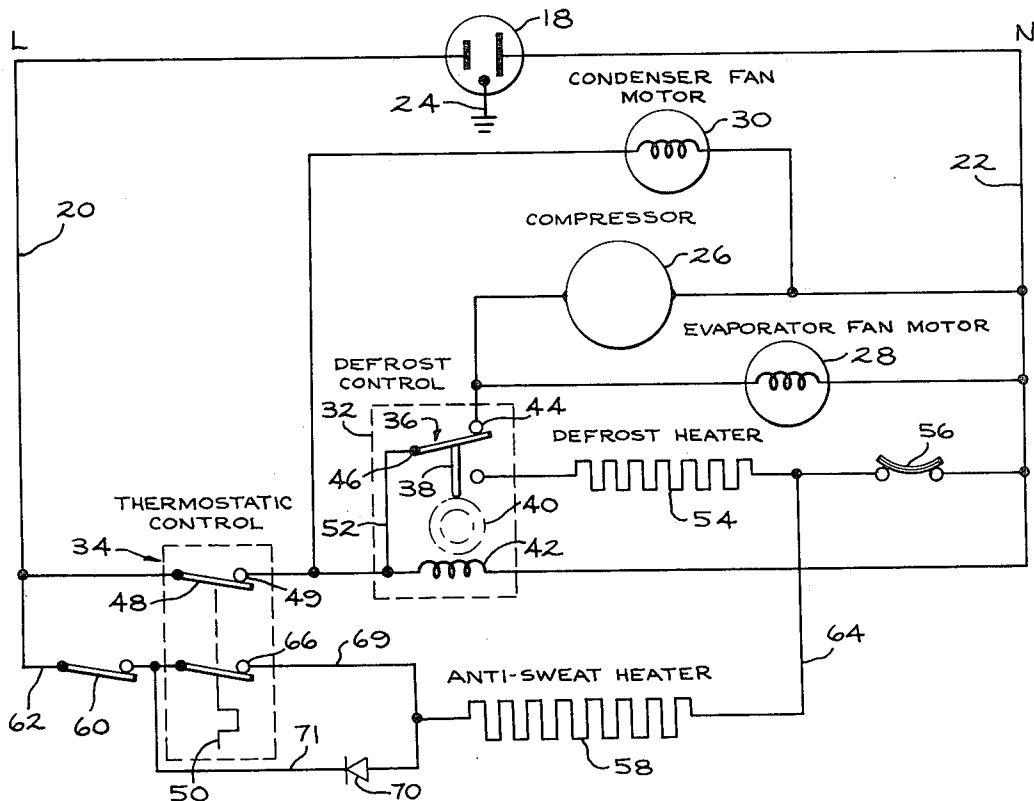 L
18
N
CONDENSER FAN
MOTOR
24
30
22
20
COMPRESSOR
26
EVAPORATOR FAN MOTOR
28
DEFROST
CONTROL
32
36
44
DEFROST HEATER
56
46
38
THERMOSTATIC
CONTROL
52
40
54
34
42
48
49
66
69
64
ANTI-SWEAT HEATER
62
60
71
58
50
70